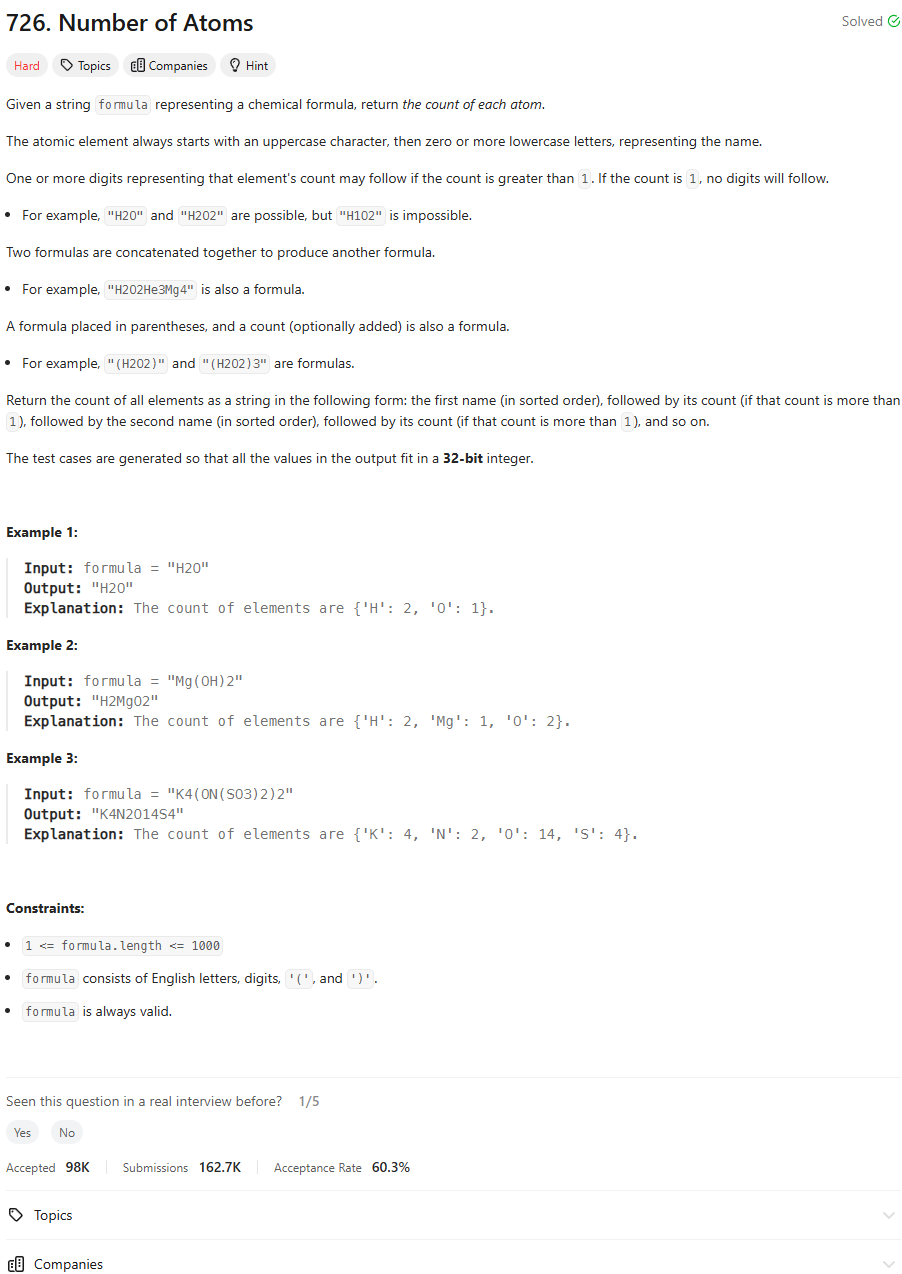 726. Number of Atoms
Solved
Hard Topics Companies Hint
Given a string formula representing a chemical formula, return the count of each atom.
The atomic element always starts with an uppercase character, then zero or more lowercase letters, representing the name.
One or more digits representing that element's count may follow if the count is greater than 1. If the count is 1, no digits will follow.
• For example, "H2O" and "H2O2" are possible, but "H1O2" is impossible.
Two formulas are concatenated together to produce another formula.
• For example, "H2O2He3Mg4" is also a formula.
A formula placed in parentheses, and a count (optionally added) is also a formula.
• For example, "(H2O2)" and "(H2O2)3" are formulas.
Return the count of all elements as a string in the following form: the first name (in sorted order), followed by its count (if that count is more than
1), followed by the second name (in sorted order), followed by its count (if that count is more than 1), and so on.
The test cases are generated so that all the values in the output fit in a 32-bit integer.
Example 1:
Input: formula = "H2O"
Output: "H2O"
Explanation: The count of elements are {'H': 2, 'O': 1}.
Example 2:
Input: formula = "Mg(OH)2"
Output: "H2MgO2"
Explanation: The count of elements are {'H': 2, 'Mg': 1, 'O': 2}.
Example 3:
Input: formula = "K4(ON(SO3)2)2"
Output: "K4N2O14S4"
Explanation: The count of elements are {'K': 4, 'N': 2, 'O': 14, 'S': 4}.
Constraints:
• 1 <= formula.length <= 1000
• formula consists of English letters, digits, '(', and ')'.
• formula is always valid.
Seen this question in a real interview before? 1/5
Yes No
Accepted 98K Submissions 162.7K Acceptance Rate 60.3%
Topics
Companies